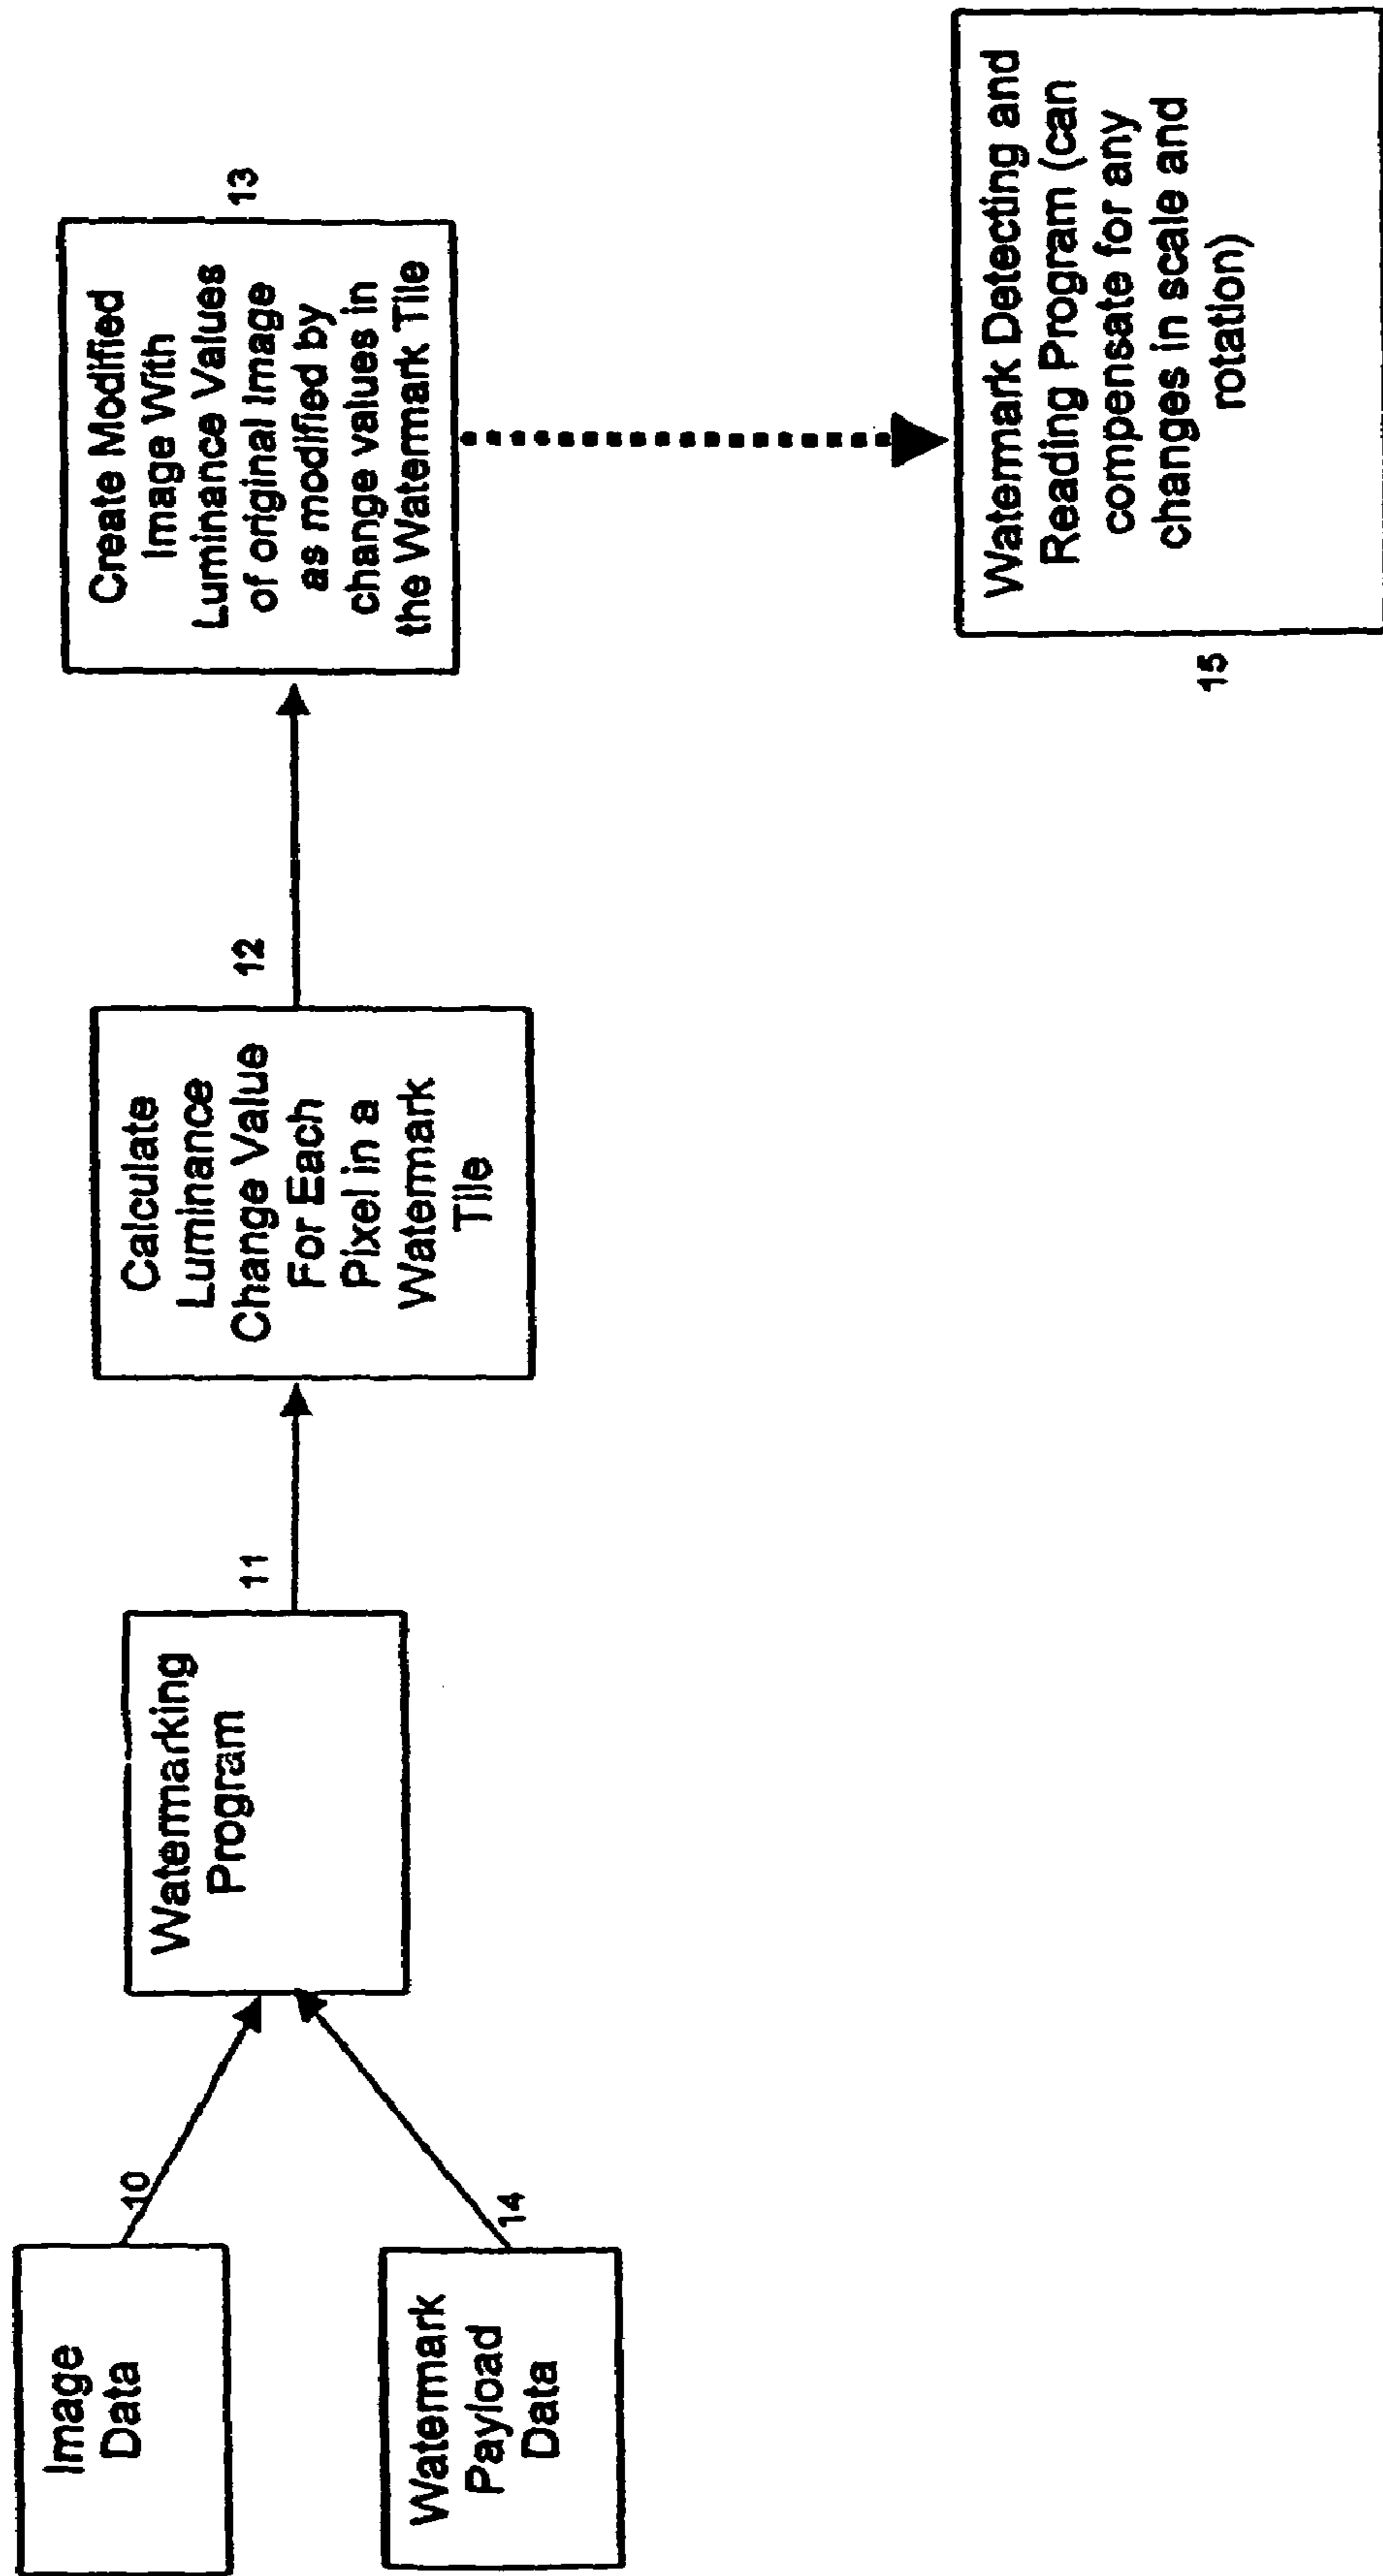 Image
Data
10
Watermark
Payload
Data
14
Watermarking
Program
11
Calculate
Luminance
Change Value
For Each
Pixel in a
Watermark
Tile
12
Create Modified
Image With
Luminance Values
of original Image
as modified by
change values in
the Watermark Tile
13
Watermark Detecting and
Reading Program (can
compensate for any
changes in scale and
rotation)
15